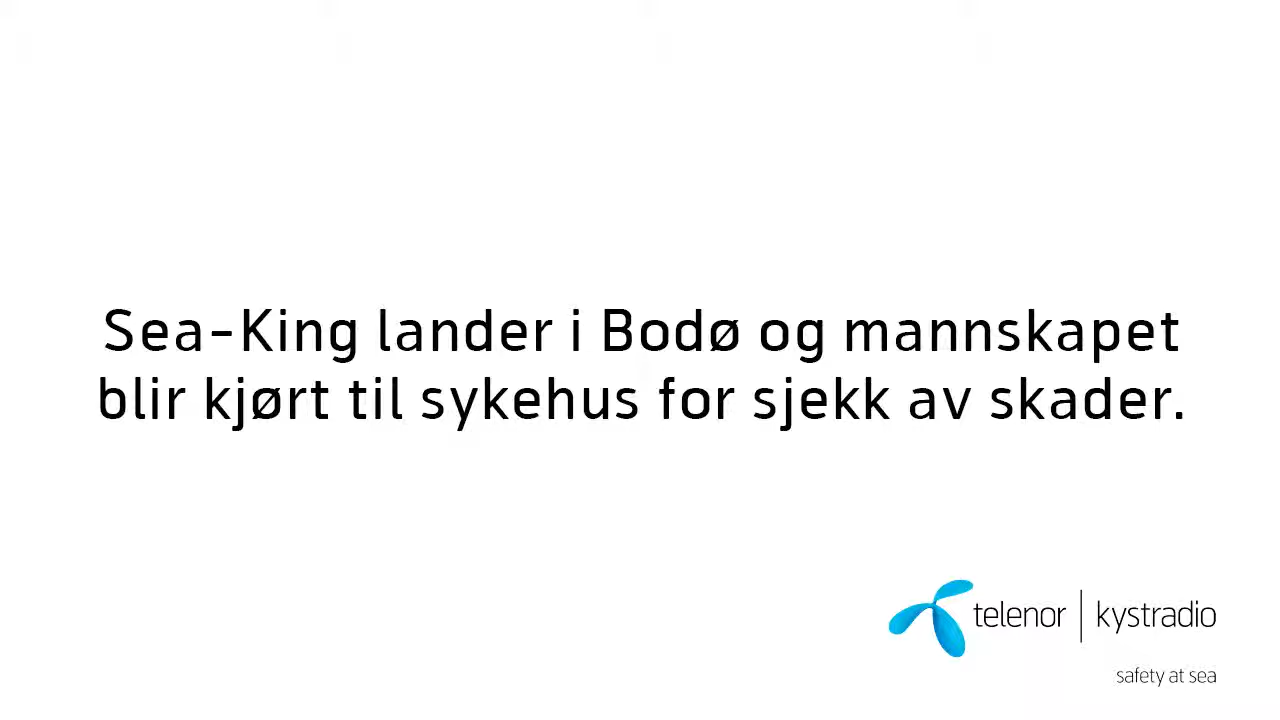 Sea-King lander i Bodø og mannskapet
blir kjørt til sykehus for sjekk av skader.
telenor | kystradio
safety at sea